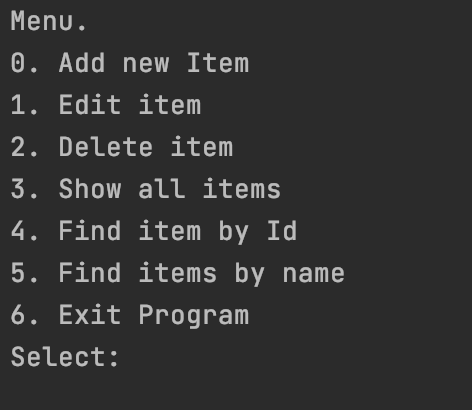 Menu.
0. Add new Item
1. Edit item
2. Delete item
3. Show all items
4. Find item by Id
5. Find items by name
6. Exit Program
Select: